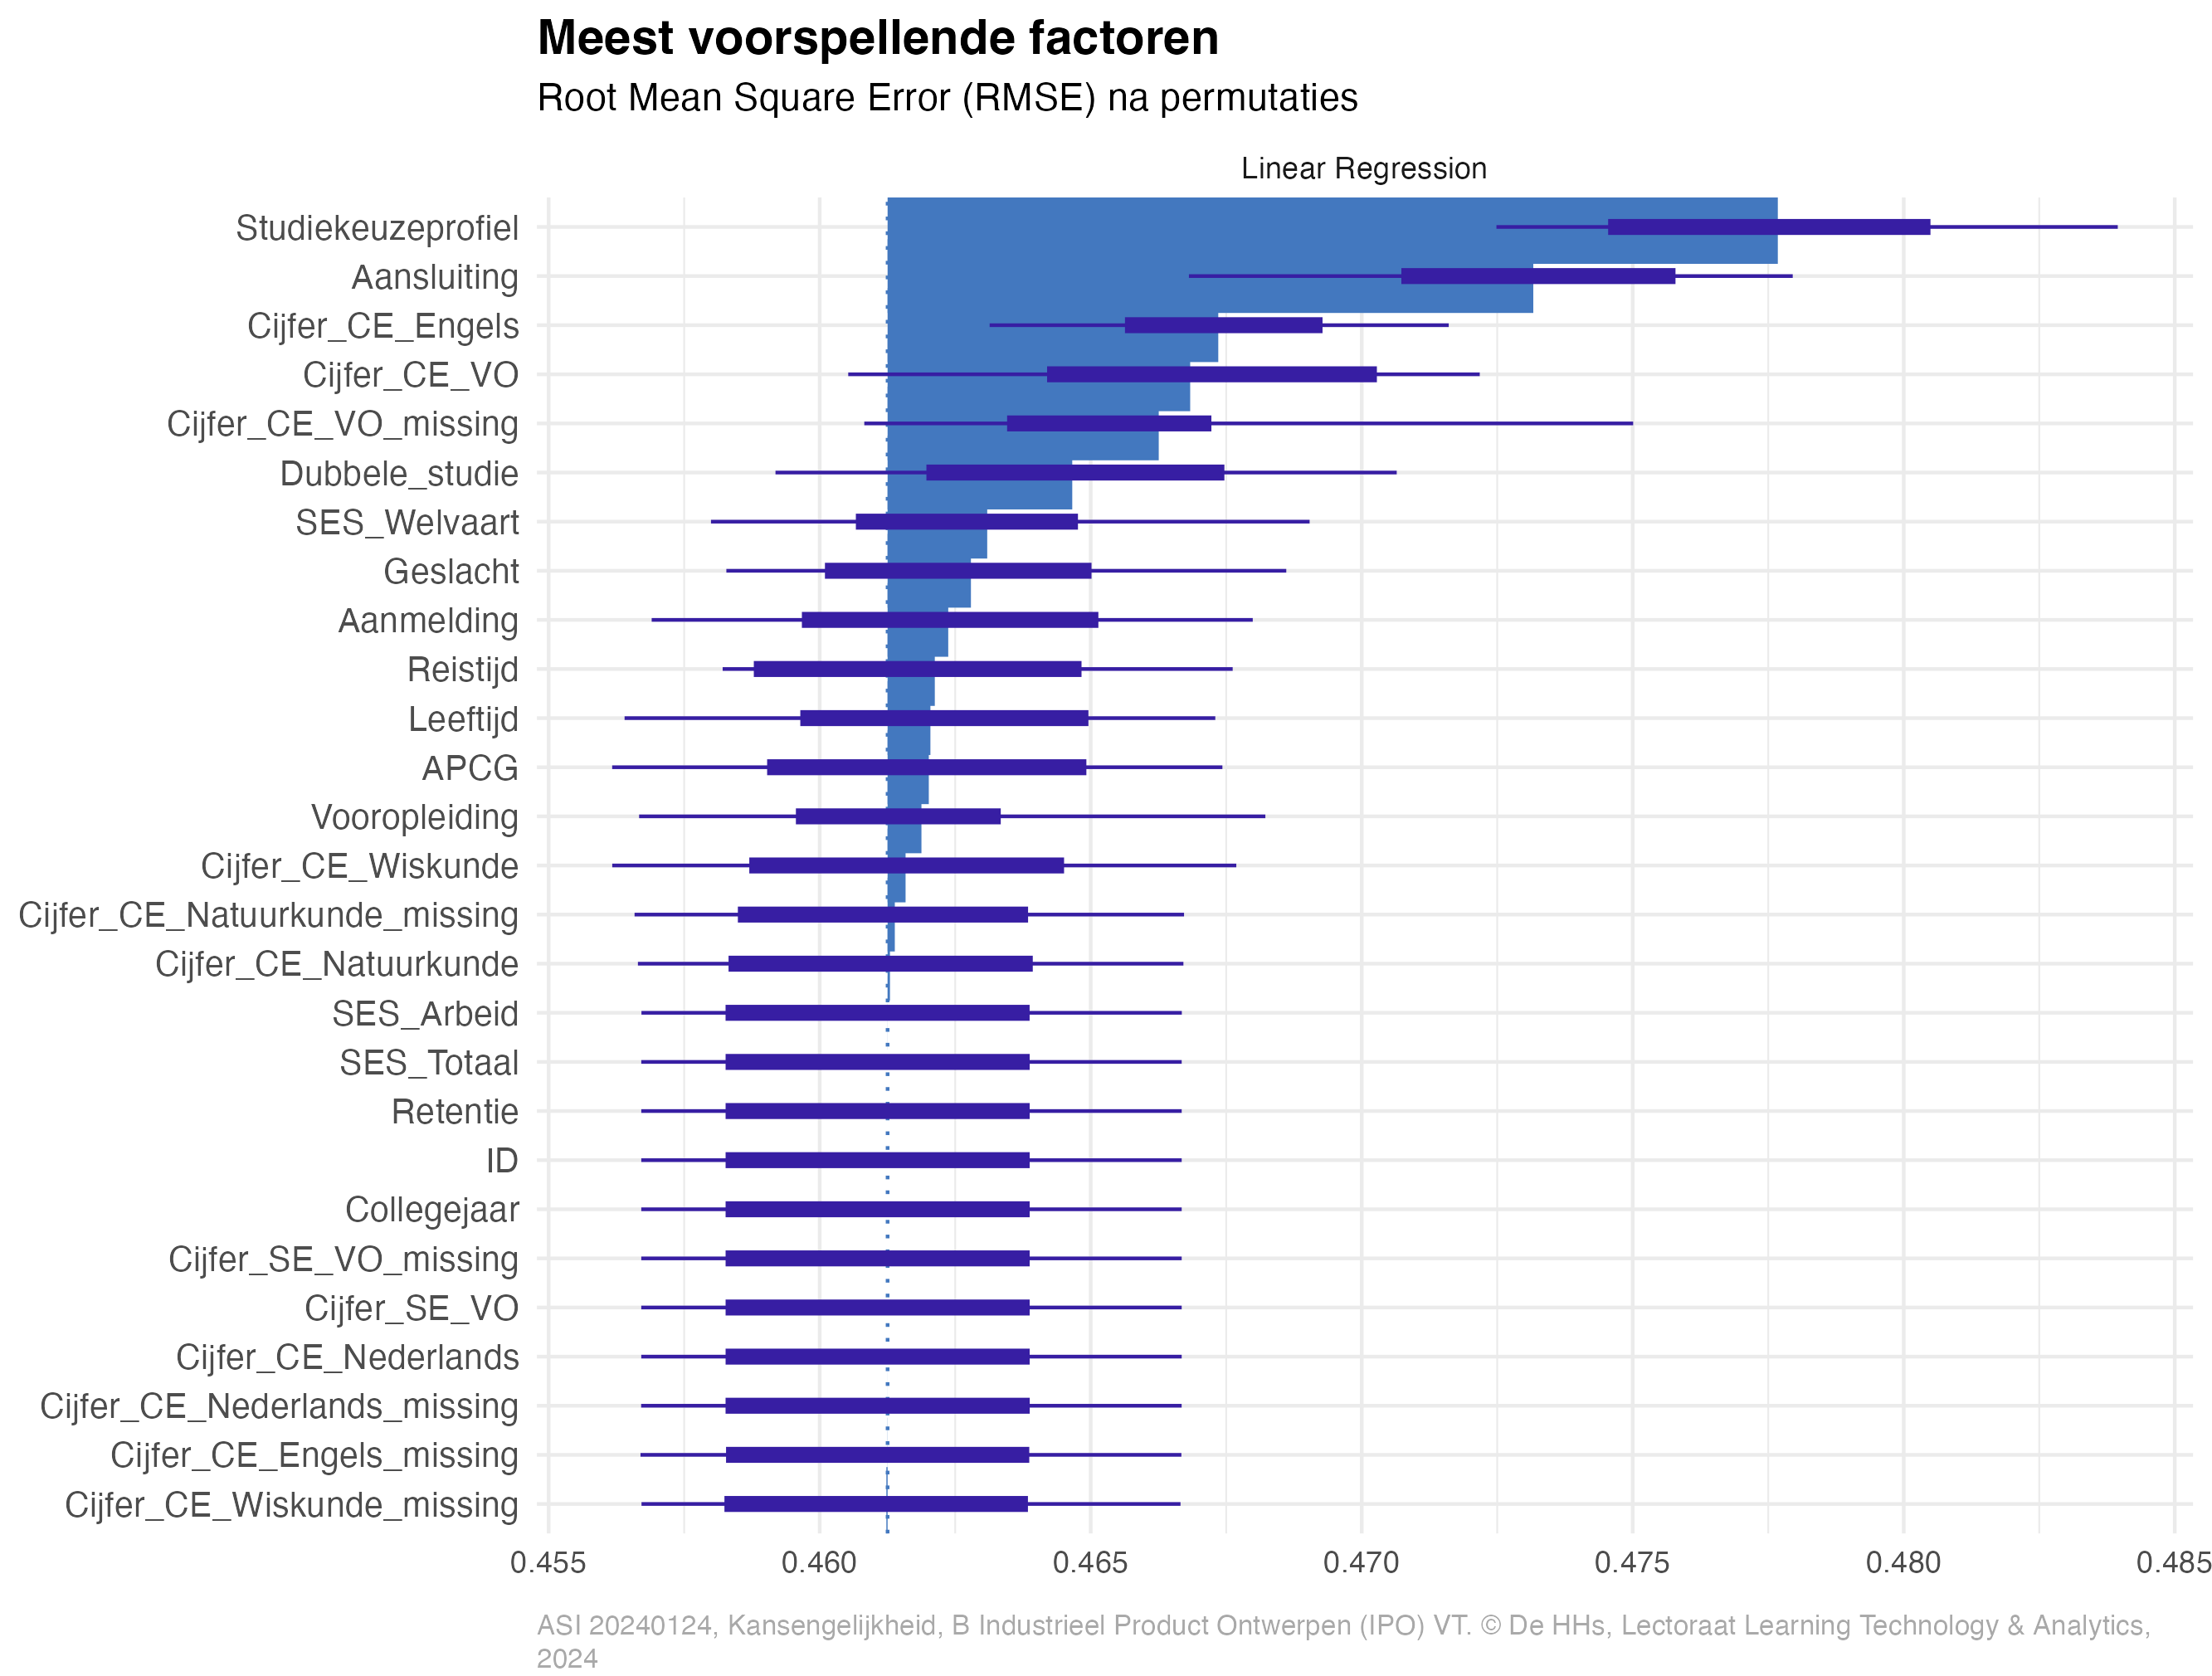 Meest voorspellende factoren
Root Mean Square Error (RMSE) na permutaties
Linear Regression
Studiekeuzeprofiel
Aansluiting
Cijfer_CE_Engels
Cijfer_CE_VO
Cijfer_CE_VO_missing
Dubbele_studie
SES_Welvaart
Geslacht
Aanmelding
Reistijd
Leeftijd
APCG
Vooropleiding
Cijfer_CE_Wiskunde
Cijfer_CE_Natuurkunde_missing
Cijfer_CE_Natuurkunde
SES_Arbeid
SES_Totaal
Retentie
ID
Collegejaar
Cijfer_SE_VO_missing
Cijfer_SE_VO
Cijfer_CE_Nederlands
Cijfer_CE_Nederlands_missing
Cijfer_CE_Engels_missing
Cijfer_CE_Wiskunde_missing
0.455 0.460 0.465 0.470 0.475 0.480 0.485
ASI 20240124, Kansengelijkheid, B Industrieel Product Ontwerpen (IPO) VT. © De HHs, Lectoraat Learning Technology & Analytics,
2024